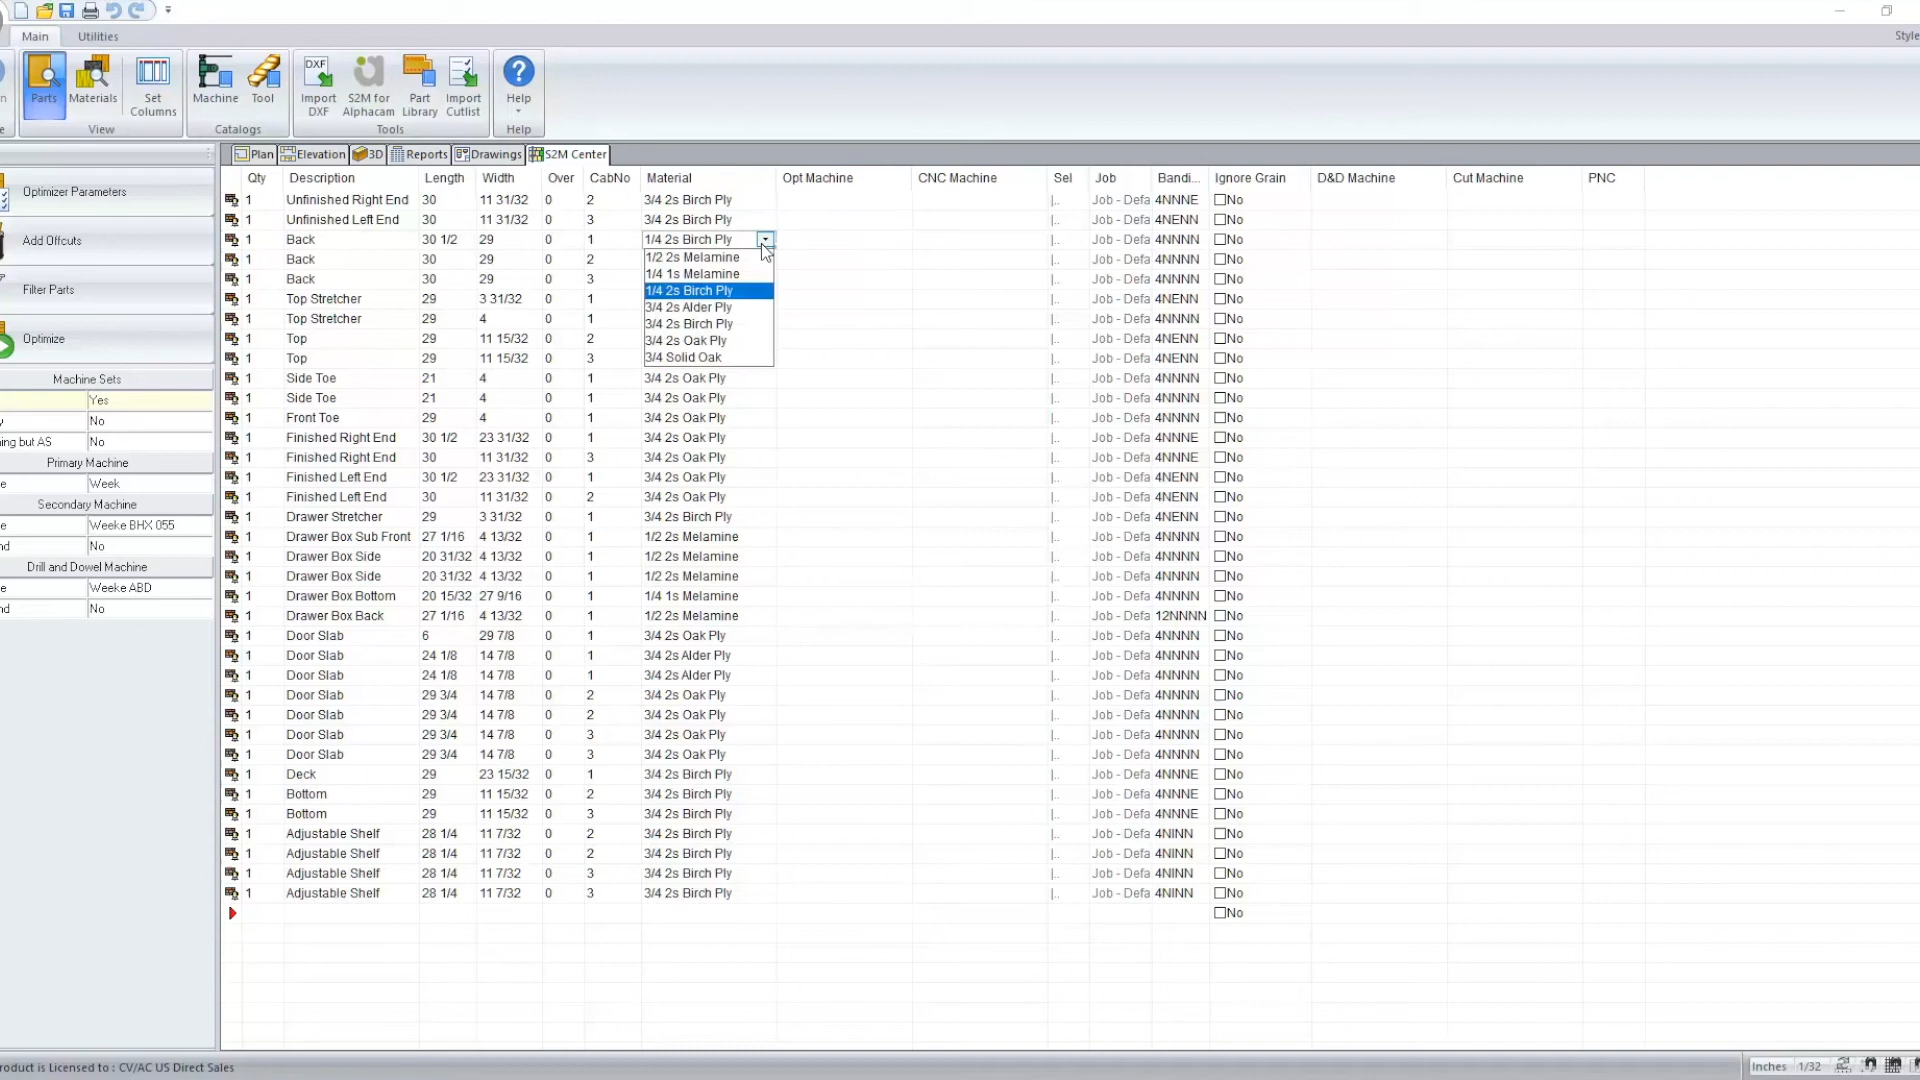 Main Utilities Style
Parts Materials Set Columns Machine Tool DXF Import DXF S2M for Alphacam Part Library Import Cutlist Help
View Catalogs Tools Help
Plan Elevation 3D Reports Drawings S2M Center
Optimizer Parameters
Add Offcuts
Filter Parts
Optimize
Machine Sets
Yes
No
ning but AS No
Primary Machine
Week
Secondary Machine
Weeke BHX 055
nd No
Drill and Dowel Machine
Weeke ABD
nd No
Qty Description Length Width Over CabNo Material Opt Machine CNC Machine Sel Job Bandi... Ignore Grain D&D Machine Cut Machine PNC
1 Unfinished Right End 30 11 31/32 0 2 3/4 2s Birch Ply Job - Defa 4NNNE No
1 Unfinished Left End 30 11 31/32 0 3 3/4 2s Birch Ply Job - Defa 4NENN No
1 Back 30 1/2 29 0 1 1/4 2s Birch Ply Job - Defa 4NNNN No
1 Back 30 29 0 2 Job - Defa 4NNNN No
1 Back 30 29 0 3 Job - Defa 4NNNN No
1 Top Stretcher 29 3 31/32 0 1 Job - Defa 4NENN No
1 Top Stretcher 29 4 0 1 Job - Defa 4NNNN No
1 Top 29 11 15/32 0 2 Job - Defa 4NENN No
1 Top 29 11 15/32 0 3 Job - Defa 4NENN No
1/2 2s Melamine
1/4 1s Melamine
1/4 2s Birch Ply
3/4 2s Alder Ply
3/4 2s Birch Ply
3/4 2s Oak Ply
3/4 Solid Oak
1 Side Toe 21 4 0 1 3/4 2s Oak Ply Job - Defa 4NNNN No
1 Side Toe 21 4 0 1 3/4 2s Oak Ply Job - Defa 4NNNN No
1 Front Toe 29 4 0 1 3/4 2s Oak Ply Job - Defa 4NNNN No
1 Finished Right End 30 1/2 23 31/32 0 1 3/4 2s Oak Ply Job - Defa 4NNNE No
1 Finished Right End 30 11 31/32 0 3 3/4 2s Oak Ply Job - Defa 4NNNE No
1 Finished Left End 30 1/2 23 31/32 0 1 3/4 2s Oak Ply Job - Defa 4NENN No
1 Finished Left End 30 11 31/32 0 2 3/4 2s Oak Ply Job - Defa 4NENN No
1 Drawer Stretcher 29 3 31/32 0 1 3/4 2s Birch Ply Job - Defa 4NENN No
1 Drawer Box Sub Front 27 1/16 4 13/32 0 1 1/2 2s Melamine Job - Defa 4NNNN No
1 Drawer Box Side 20 31/32 4 13/32 0 1 1/2 2s Melamine Job - Defa 4NNNN No
1 Drawer Box Side 20 31/32 4 13/32 0 1 1/2 2s Melamine Job - Defa 4NNNN No
1 Drawer Box Bottom 20 15/32 27 9/16 0 1 1/4 1s Melamine Job - Defa 4NNNN No
1 Drawer Box Back 27 1/16 4 13/32 0 1 1/2 2s Melamine Job - Defa 12NNNN No
1 Door Slab 6 29 7/8 0 1 3/4 2s Oak Ply Job - Defa 4NNNN No
1 Door Slab 24 1/8 14 7/8 0 1 3/4 2s Alder Ply Job - Defa 4NNNN No
1 Door Slab 24 1/8 14 7/8 0 1 3/4 2s Alder Ply Job - Defa 4NNNN No
1 Door Slab 29 3/4 14 7/8 0 2 3/4 2s Oak Ply Job - Defa 4NNNN No
1 Door Slab 29 3/4 14 7/8 0 2 3/4 2s Oak Ply Job - Defa 4NNNN No
1 Door Slab 29 3/4 14 7/8 0 3 3/4 2s Oak Ply Job - Defa 4NNNN No
1 Door Slab 29 3/4 14 7/8 0 3 3/4 2s Oak Ply Job - Defa 4NNNN No
1 Deck 29 23 15/32 0 1 3/4 2s Birch Ply Job - Defa 4NNNE No
1 Bottom 29 11 15/32 0 2 3/4 2s Birch Ply Job - Defa 4NNNE No
1 Bottom 29 11 15/32 0 3 3/4 2s Birch Ply Job - Defa 4NNNE No
1 Adjustable Shelf 28 1/4 11 7/32 0 2 3/4 2s Birch Ply Job - Defa 4NINN No
1 Adjustable Shelf 28 1/4 11 7/32 0 2 3/4 2s Birch Ply Job - Defa 4NINN No
1 Adjustable Shelf 28 1/4 11 7/32 0 3 3/4 2s Birch Ply Job - Defa 4NINN No
1 Adjustable Shelf 28 1/4 11 7/32 0 3 3/4 2s Birch Ply Job - Defa 4NINN No
No
roduct is Licensed to : CV/AC US Direct Sales Inches 1/32